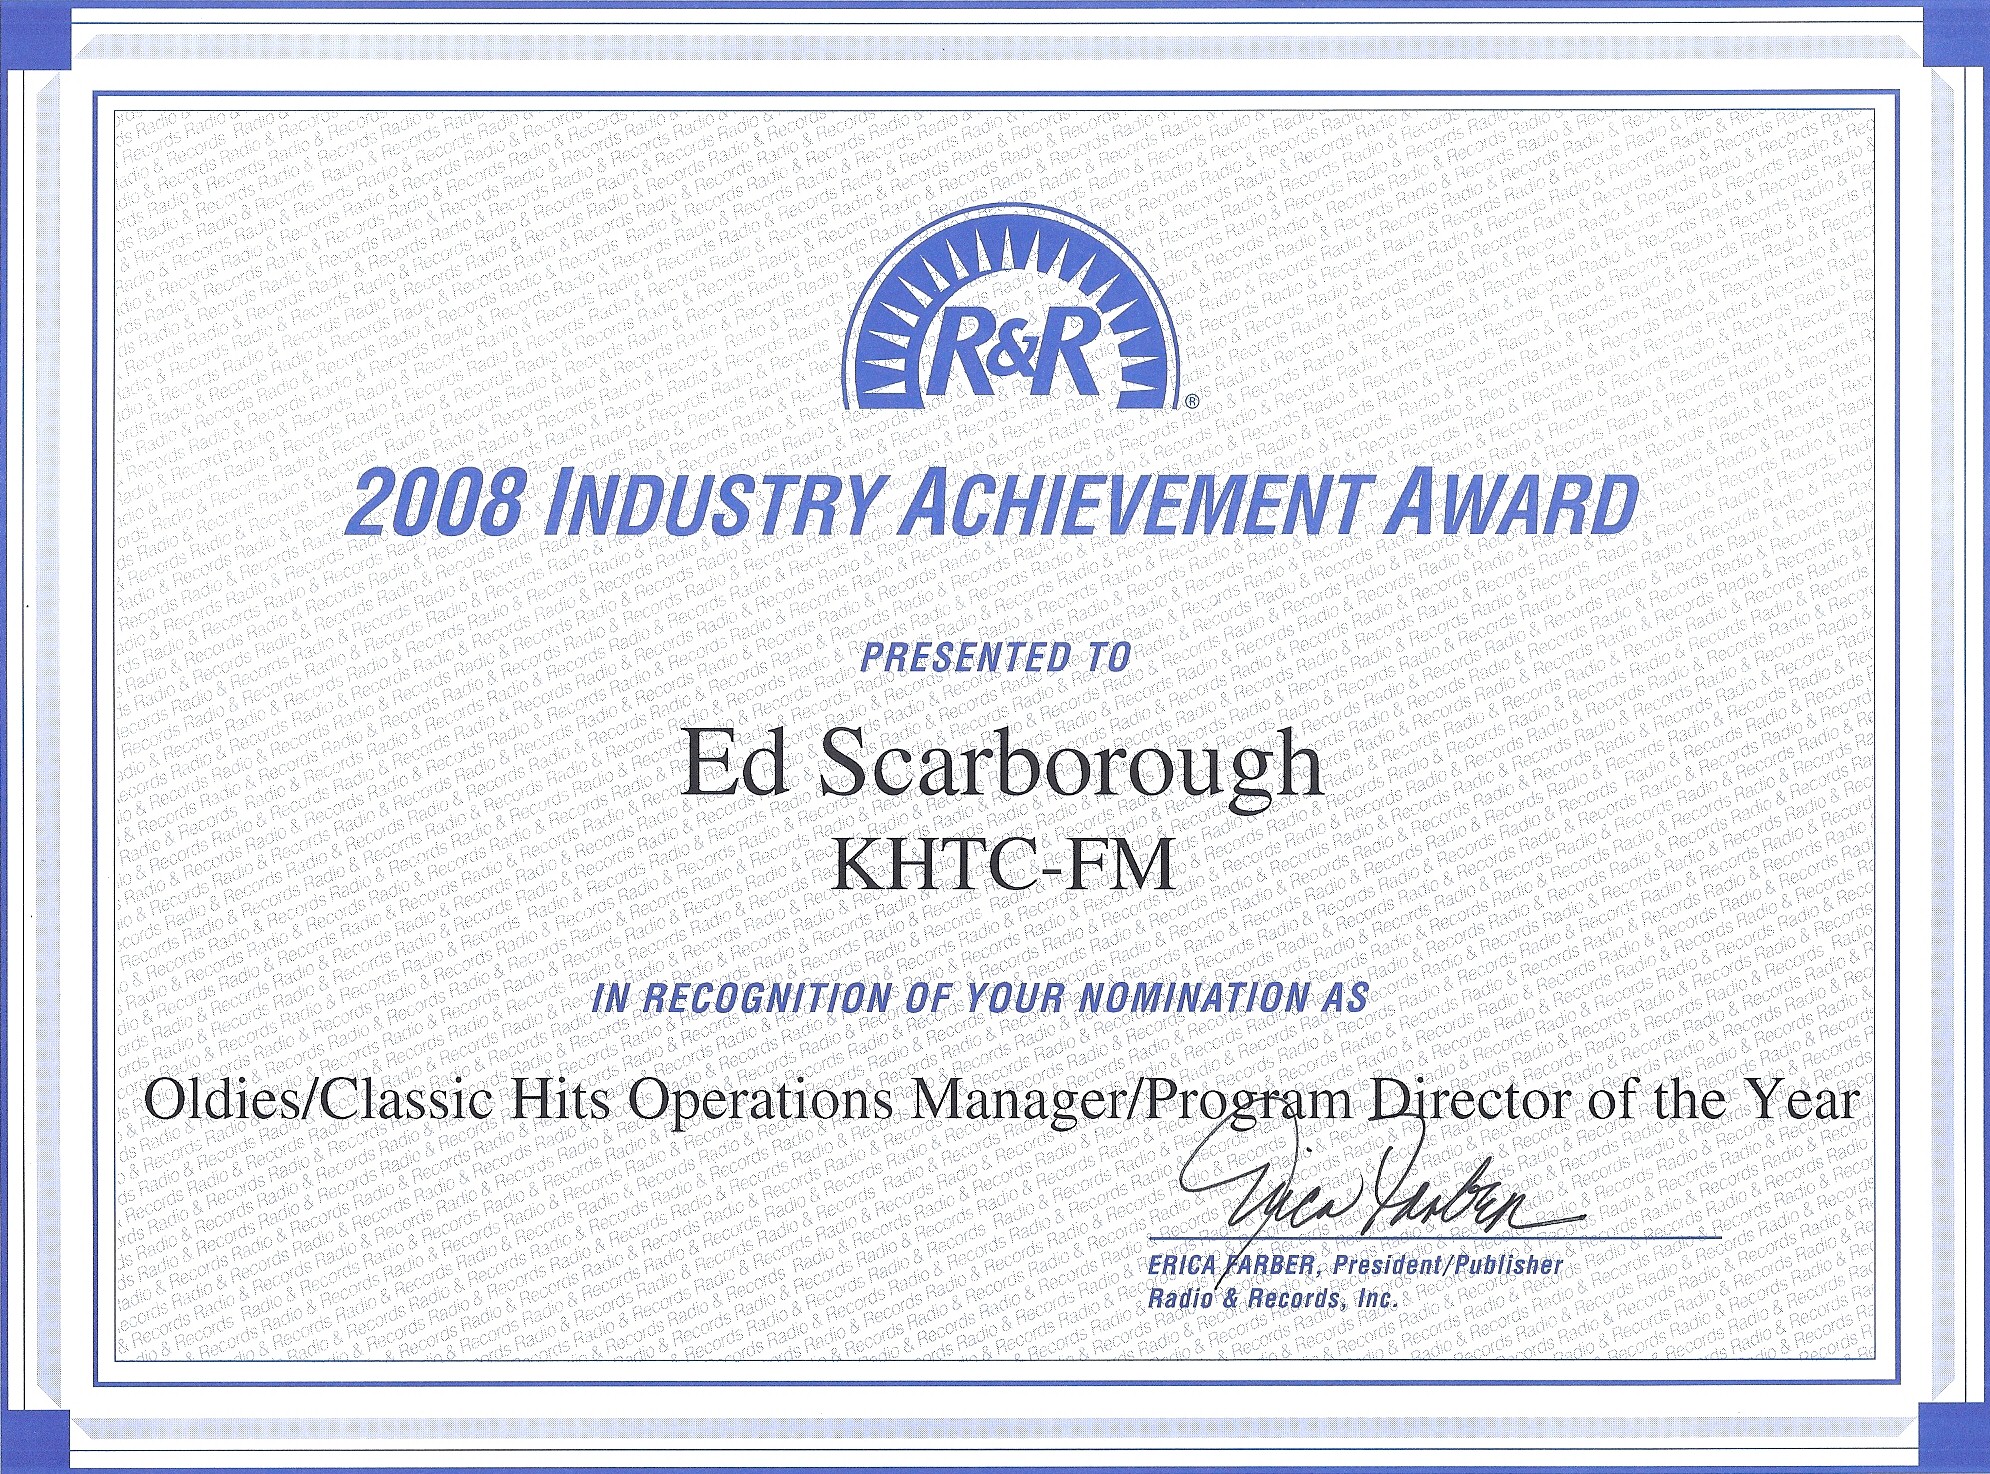 R&R®
2008 INDUSTRY ACHIEVEMENT AWARD
PRESENTED TO
Ed Scarborough
KHTC-FM
IN RECOGNITION OF YOUR NOMINATION AS
Oldies/Classic Hits Operations Manager/Program Director of the Year
Erica Farber
ERICA FARBER, President/Publisher
Radio & Records, Inc.